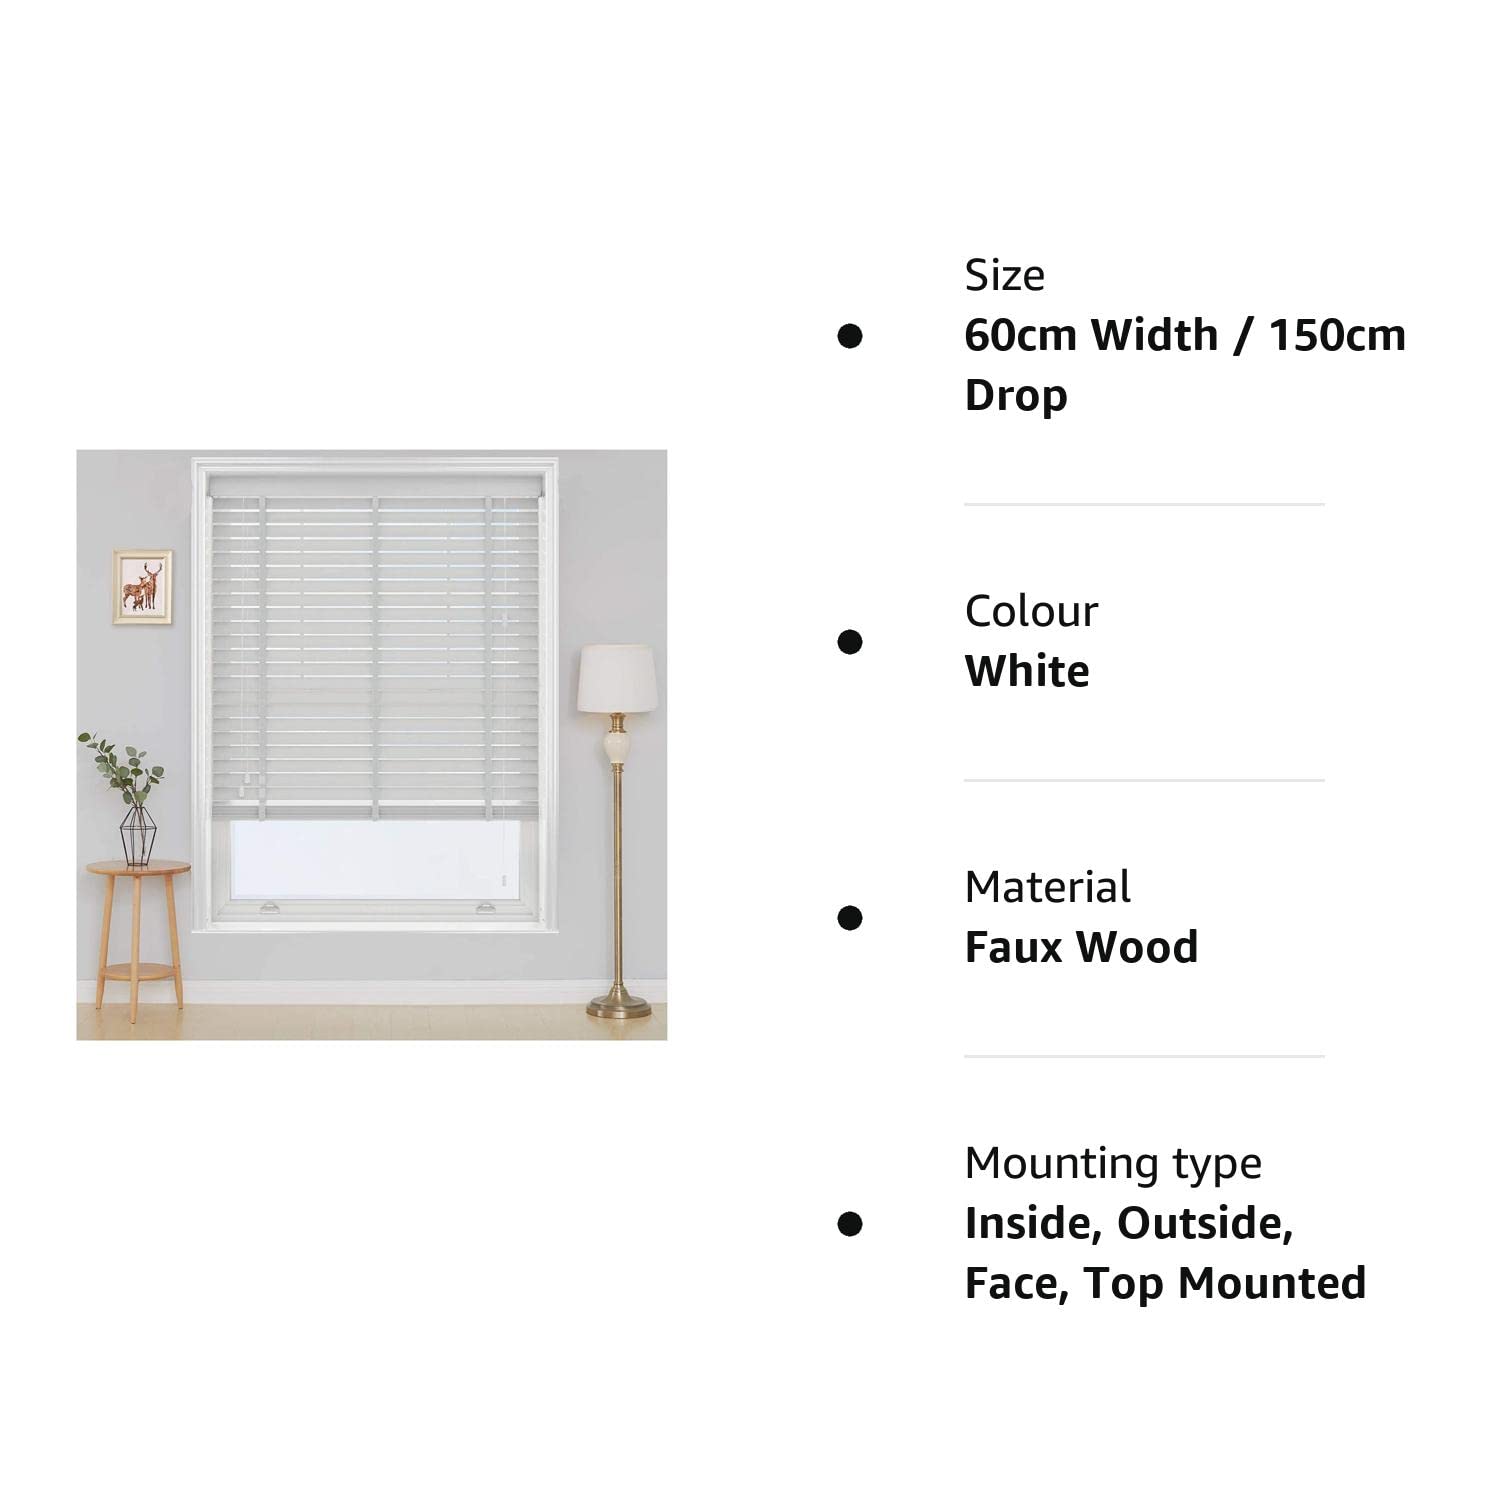 Size
60cm Width / 150cm
Drop
Colour
White
Material
Faux Wood
Mounting type
Inside, Outside,
Face, Top Mounted